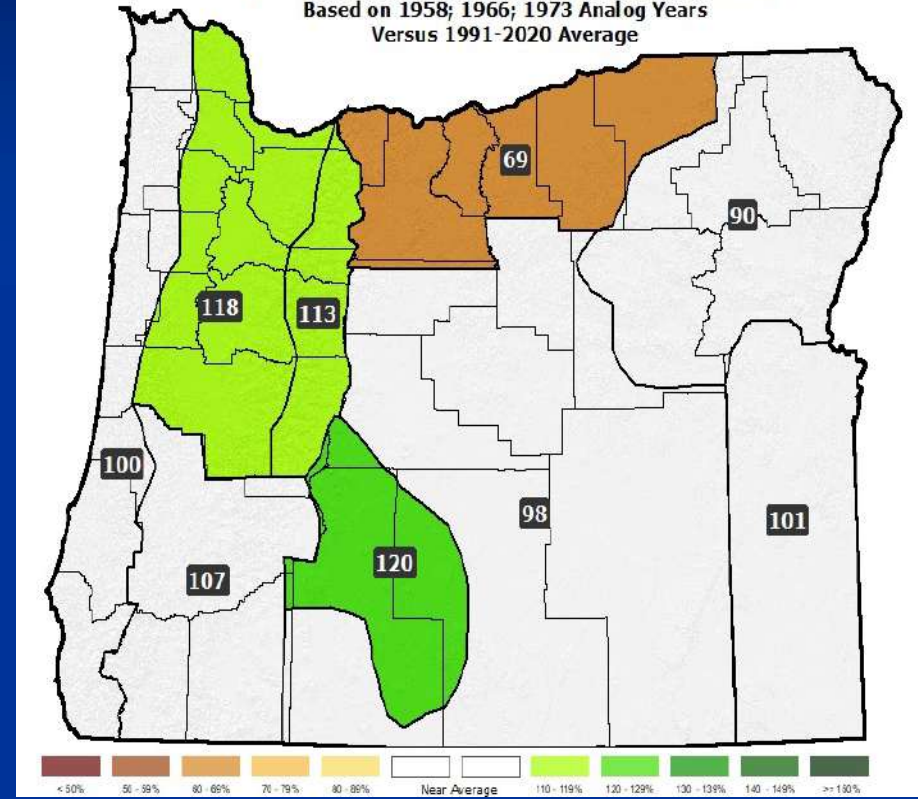 Based on 1958; 1966; 1973 Analog Years
Versus 1991-2020 Average
69
90
118
113
100
98
101
120
107
< 50%
50 - 59%
60 - 69%
70 - 79%
80 - 89%
Near Average
110 - 119%
120 - 129%
130 - 139%
140 - 149%
>= 150%